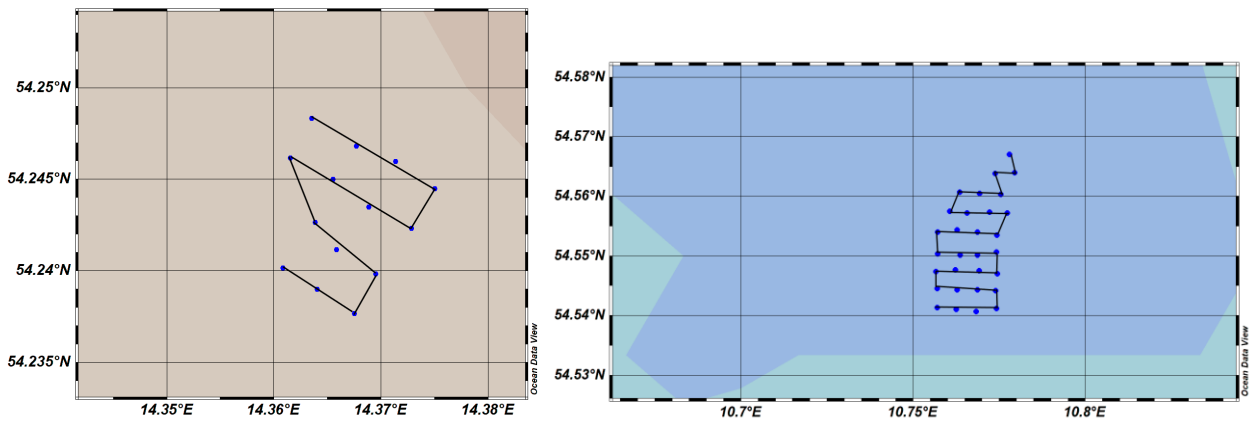 54.25°N
54.245°N
54.24°N
54.235°N
14.35°E 14.36°E 14.37°E 14.38°E
Ocean Data View
54.58°N
54.57°N
54.56°N
54.55°N
54.54°N
54.53°N
10.7°E 10.75°E 10.8°E
Ocean Data View